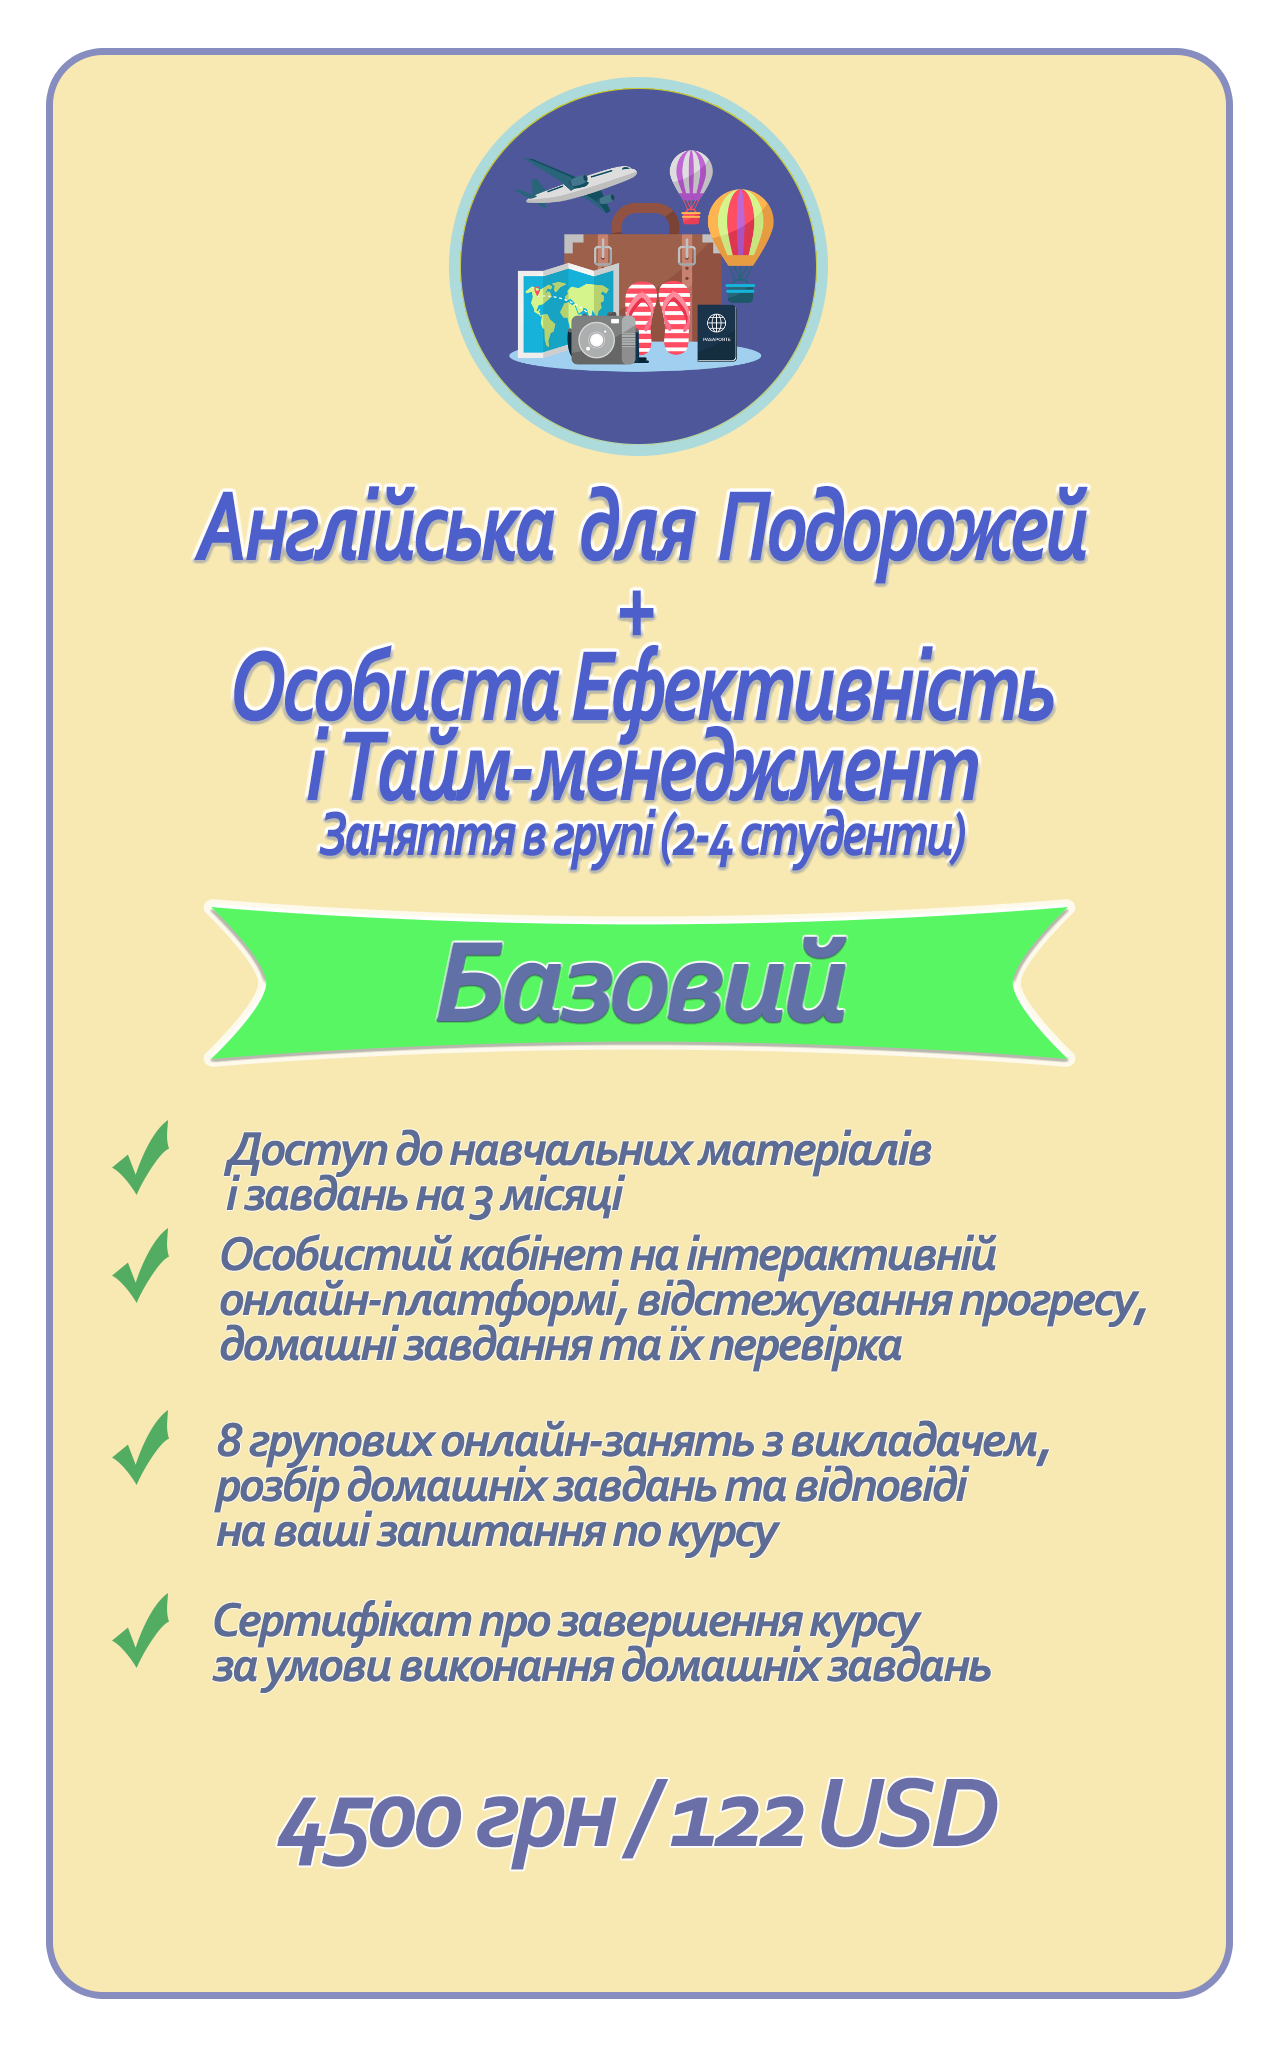 PASAPORTE
Англійська для Подорожей
+
Особиста Ефективність
і Тайм-менеджмент
Заняття в групі (2-4 студенти)
Базовий
Доступ до навчальних матеріалів
і завдань на 3 місяці
Особистий кабінет на інтерактивній
онлайн-платформі, відстежування прогресу,
домашні завдання та їх перевірка
8 групових онлайн-занять з викладачем,
розбір домашніх завдань та відповіді
на ваші запитання по курсу
Сертифікат про завершення курсу
за умови виконання домашніх завдань
4500 грн / 122 USD